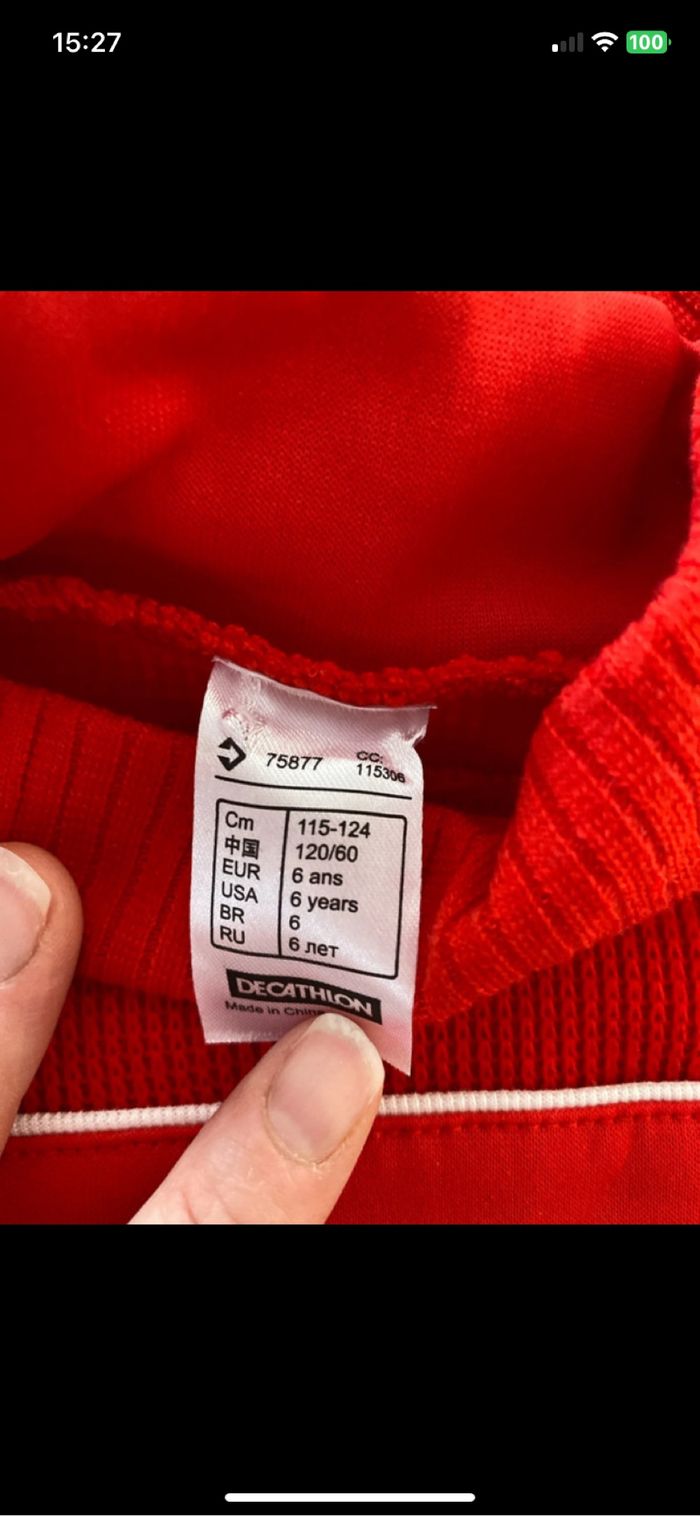 15:27
100
75877
CC:
115306
Cm 115-124
中国 120/60
EUR 6 ans
USA 6 years
BR 6
RU 6 лет
DECATHLON
Made in